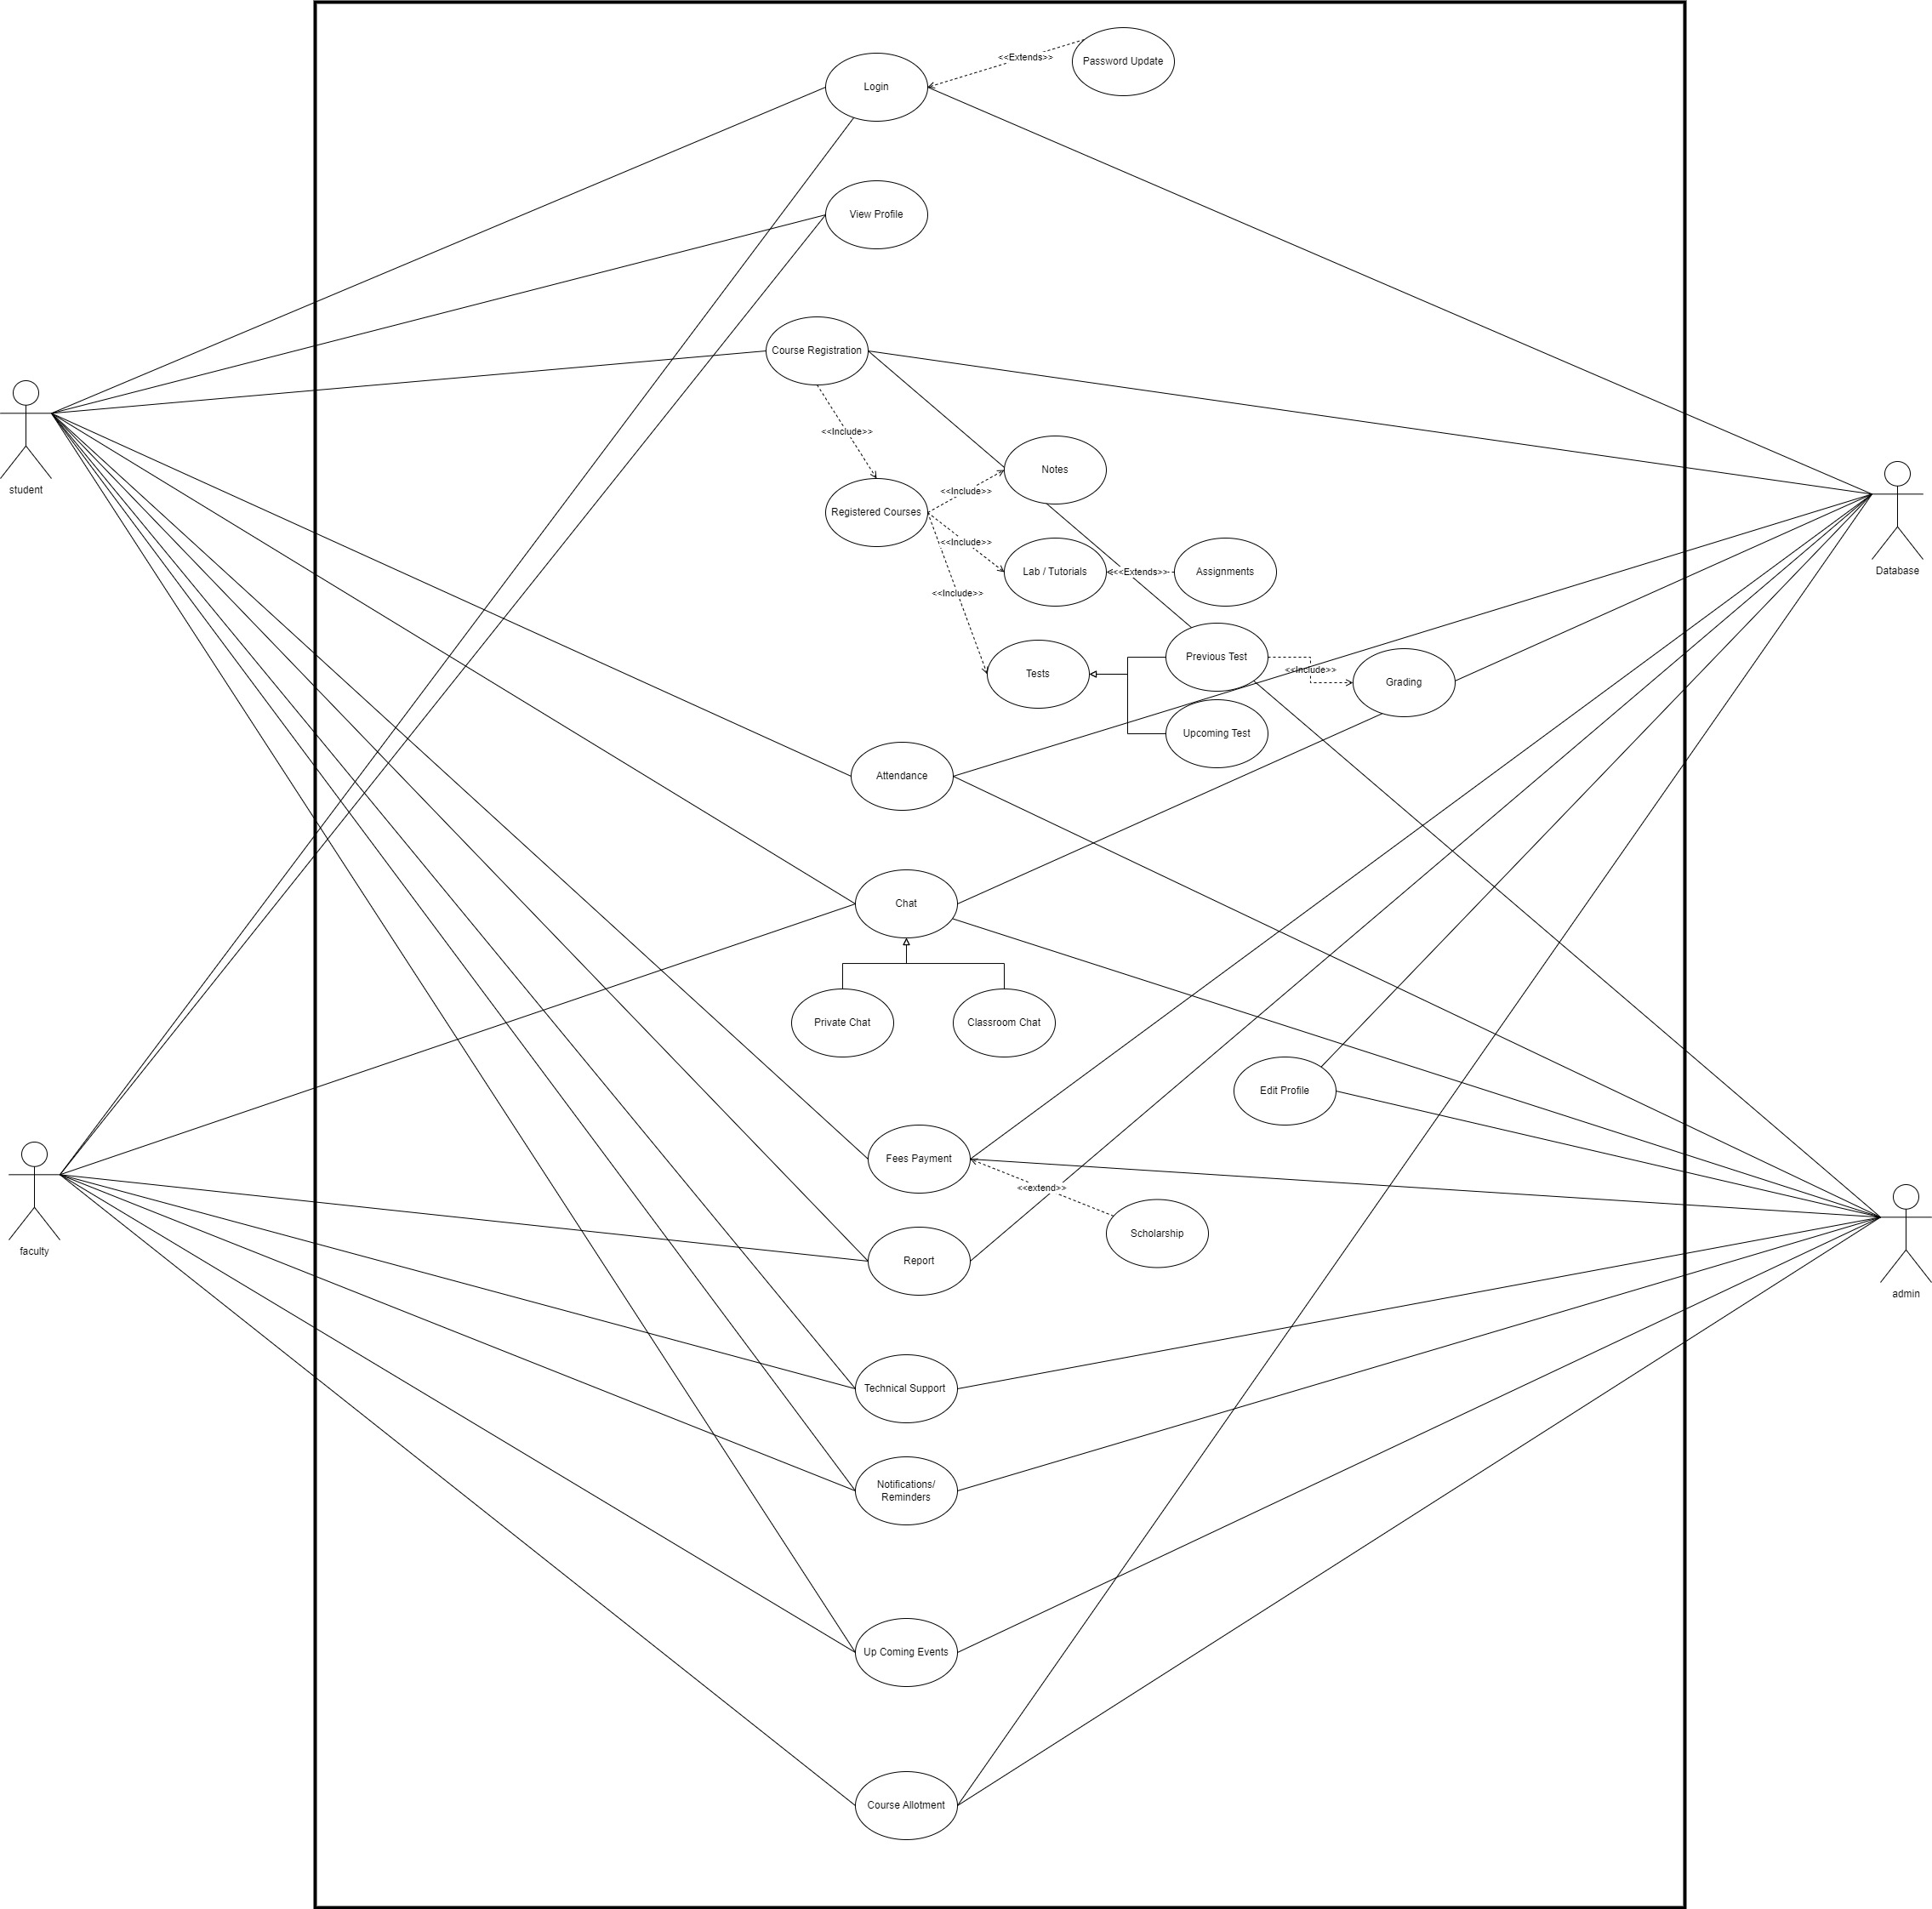 Password Update
<<Extends>>
Login
View Profile
Course Registration
<<Include>>
student
Notes
<<Include>>
Registered Courses
<<Include>>
Lab / Tutorials
<<Extends>>
Assignments
Database
<<Include>>
Previous Test
<<Include>>
Tests
Grading
Upcoming Test
Attendance
Chat
Private Chat
Classroom Chat
Edit Profile
Fees Payment
<<extend>>
Scholarship
faculty
Report
admin
Technical Support
Notifications/
Reminders
Up Coming Events
Course Allotment